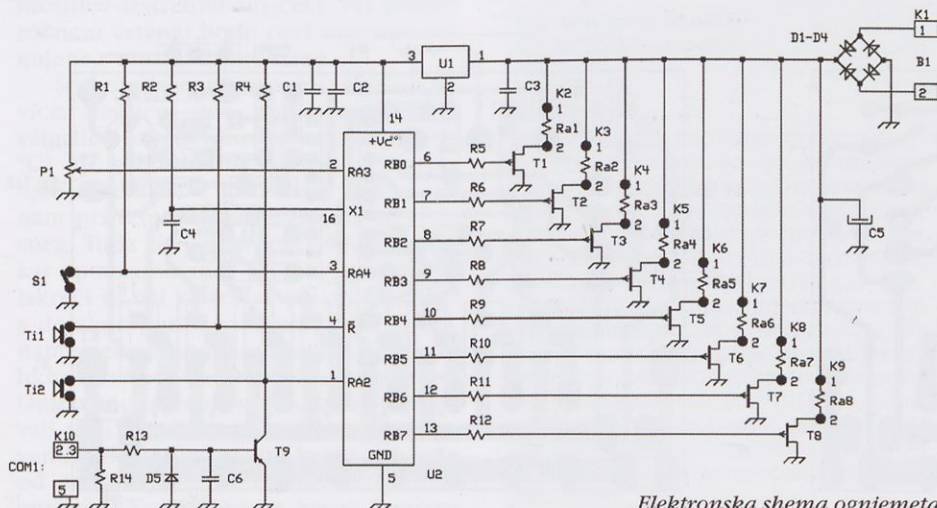 K1
D1-D4
1
3
U1
1
B1
2
2
R1
R2
R3
R4
C1
C2
C3
K2
1
14
Ra1
K3
2
1
RB0
6
R5
T1
Ra2
K4
P1
2
RA3
2
1
X1
RB1
7
R6
T2
Ra3
K5
16
C4
2
1
C5
RB2
8
R7
T3
Ra4
K6
3
RA4
2
1
S1
RB3
9
R8
T4
Ra5
K7
4
R
2
1
Ti1
RB4
10
R9
T5
Ra6
K8
2
1
RB5
11
R10
T6
Ra7
K9
Ti2
1
RA2
2
1
RB6
12
R11
T7
Ra8
2
K10
2.3
R13
T9
RB7
13
R12
T8
COM1:
GND
R14
D5
C6
U2
5
5
Elektronska shema ognjemeta